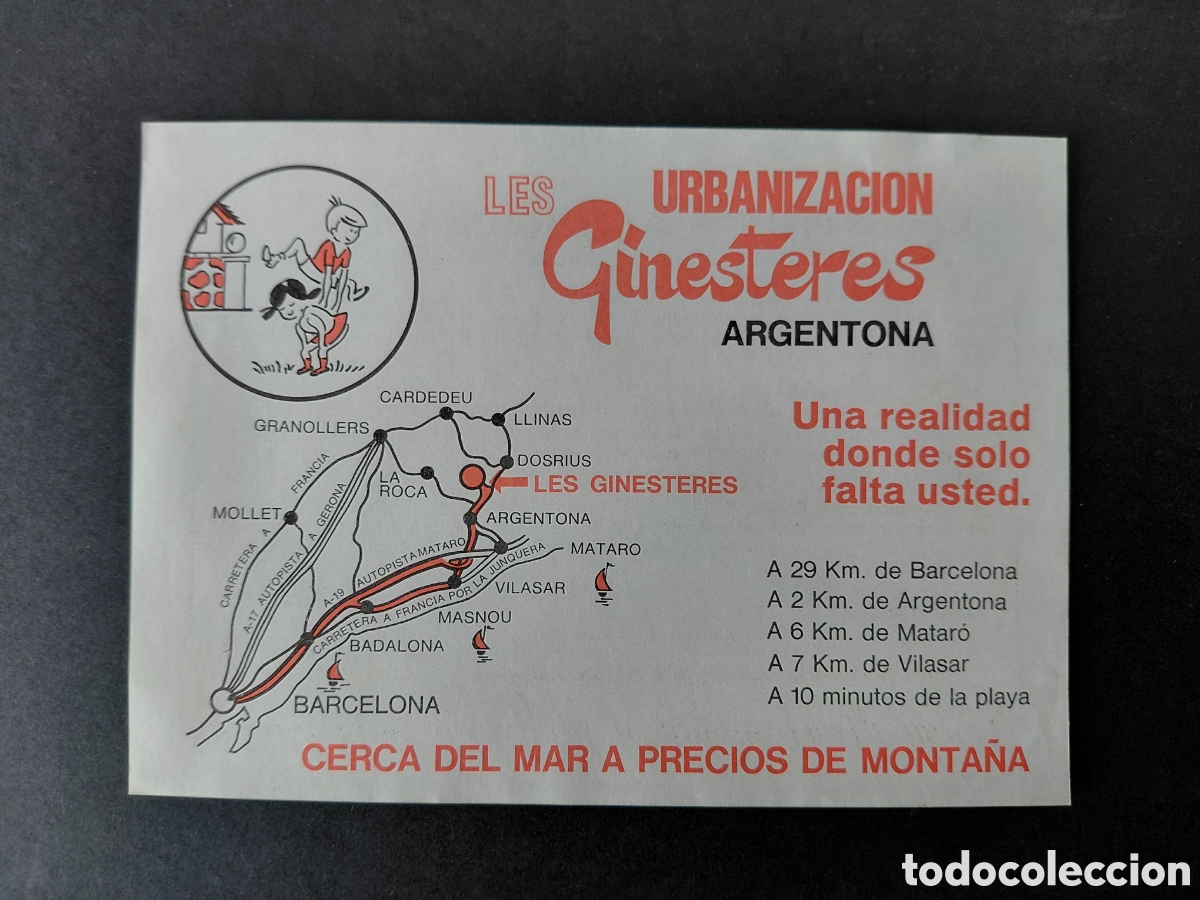 LES URBANIZACION
Ginesteres
ARGENTONA
Una realidad
donde solo
falta usted.
CARDEDEU
GRANOLLERS
LLINAS
DOSRIUS
LA
ROCA
LES GINESTERES
MOLLET
ARGENTONA
MATARO
VILASAR
MASNOU
BADALONA
BARCELONA
CARRETERA A FRANCIA
A-17 AUTOPISTA A GERONA
A-19 AUTOPISTA MATARO
CARRETERA A FRANCIA POR LA JUNQUERA
A 29 Km. de Barcelona
A 2 Km. de Argentona
A 6 Km. de Mataró
A 7 Km. de Vilasar
A 10 minutos de la playa
CERCA DEL MAR A PRECIOS DE MONTAÑA
todocoleccion